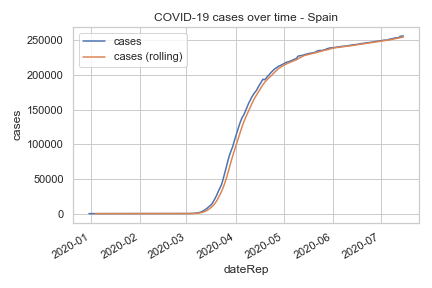 COVID-19 cases over time - Spain
cases
cases (rolling)
250000
200000
150000
100000
50000
0
cases
2020-01
2020-02
2020-03
2020-04
2020-05
2020-06
2020-07
dateRep